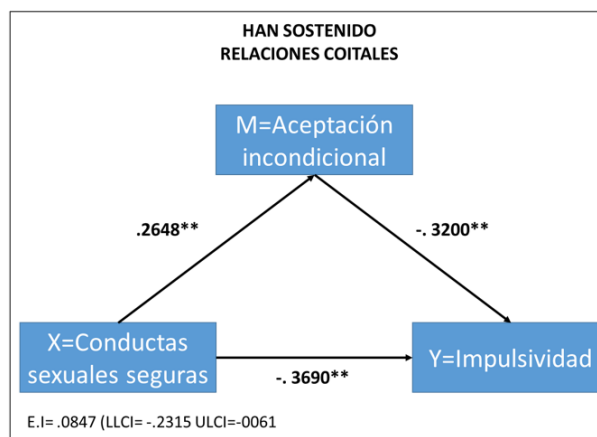 HAN SOSTENIDO
RELACIONES COITALES
M=Aceptación
incondicional
.2648**
-. 3200**
X=Conductas
sexuales seguras
-. 3690**
Y=Impulsividad
E.I= .0847 (LLCI= -.2315 ULCI=-0061